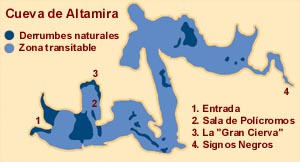 Cueva de Altamira
Derrumbes naturales
Zona transitable
3
2
1
4
1. Entrada
2. Sala de Polícromos
3. La "Gran Cierva"
4. Signos Negros